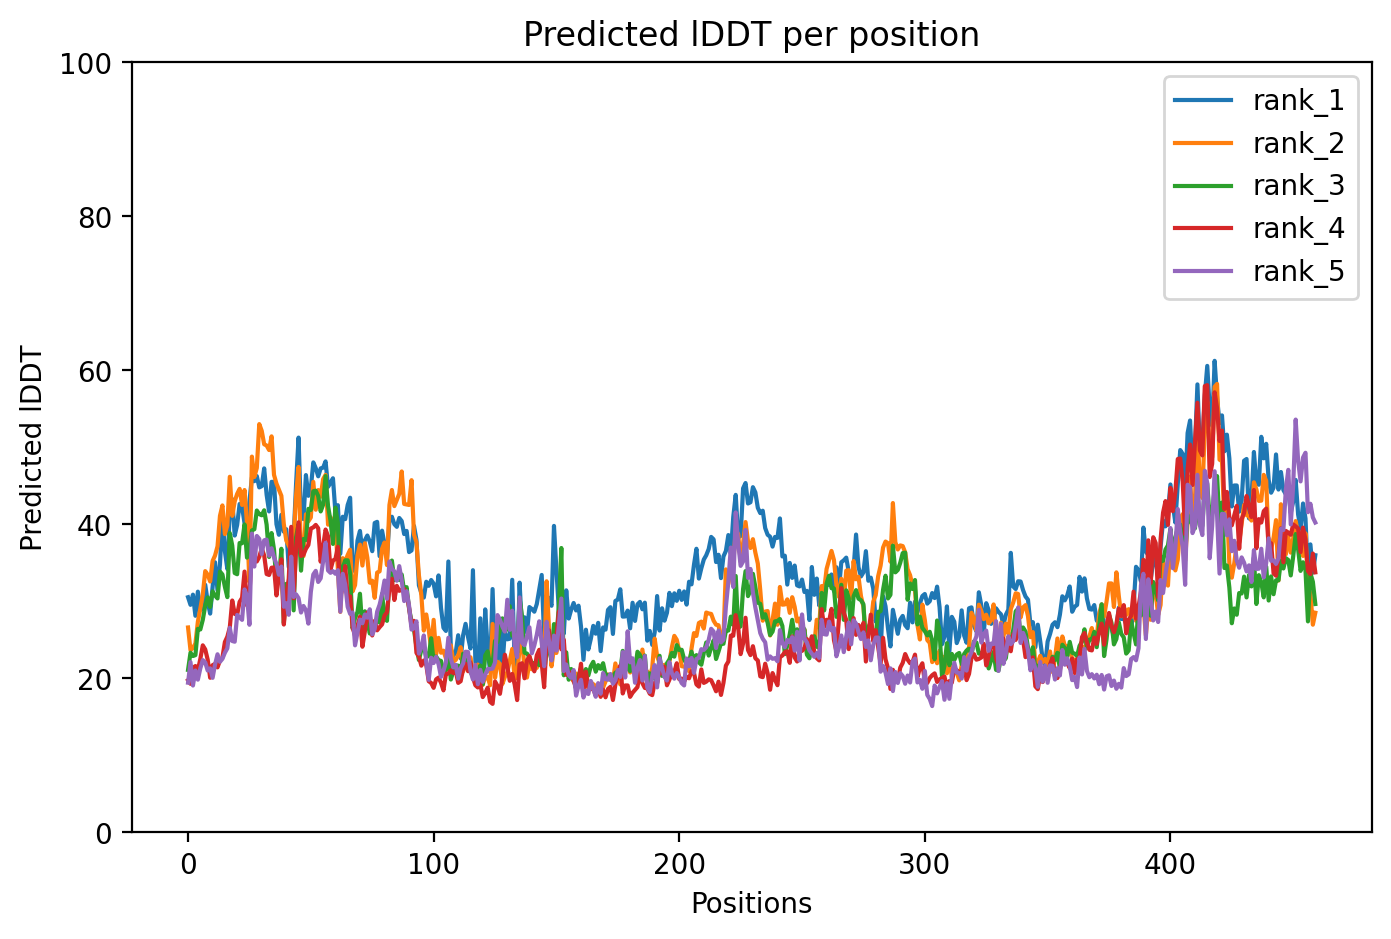 Predicted lDDT per position
100
80
60
40
20
0
Predicted lDDT
0 100 200 300 400
Positions
rank_1
rank_2
rank_3
rank_4
rank_5